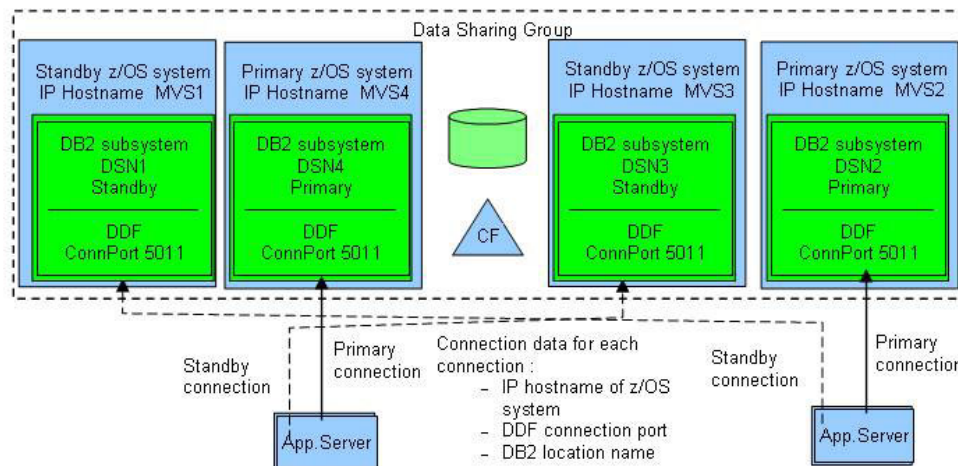 Data Sharing Group
Standby z/OS system
IP Hostname MVS1
DB2 subsystem
DSN1
Standby
DDF
ConnPort 5011
Primary z/OS system
IP Hostname MVS4
DB2 subsystem
DSN4
Primary
DDF
ConnPort 5011
CF
Standby z/OS system
IP Hostname MVS3
DB2 subsystem
DSN3
Standby
DDF
ConnPort 5011
Primary z/OS system
IP Hostname MVS2
DB2 subsystem
DSN2
Primary
DDF
ConnPort 5011
Standby
connection
Primary
connection
Connection data for each
connection :
– IP hostname of z/OS
system
– DDF connection port
– DB2 location name
Standby
connection
Primary
connection
App.Server
App.Server